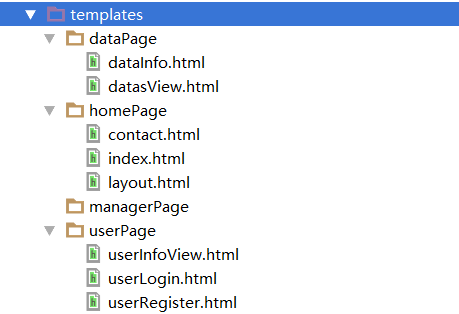 templates
dataPage
dataInfo.html
datasView.html
homePage
contact.html
index.html
layout.html
managerPage
userPage
userInfoView.html
userLogin.html
userRegister.html